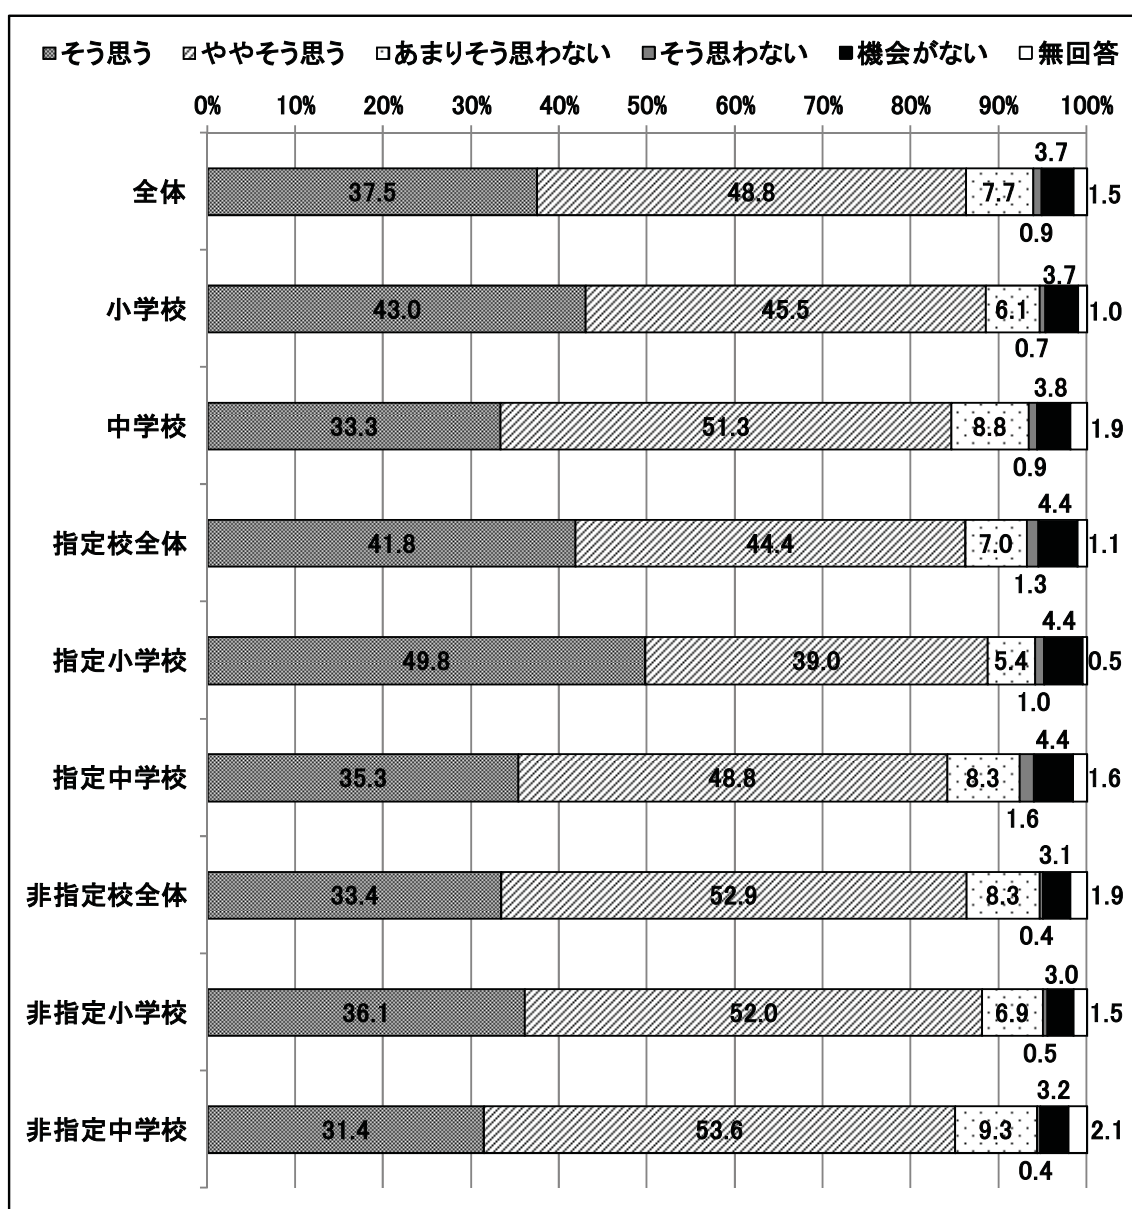 そう思う ややそう思う あまりそう思わない そう思わない 機会がない 無回答
0% 10% 20% 30% 40% 50% 60% 70% 80% 90% 100%
3.7
全体 37.5 48.8 7.7 1.5
0.9
3.7
小学校 43.0 45.5 6.1 1.0
0.7
3.8
中学校 33.3 51.3 8.8 1.9
0.9
4.4
指定校全体 41.8 44.4 7.0 1.1
1.3
4.4
指定小学校 49.8 39.0 5.4 0.5
1.0
4.4
指定中学校 35.3 48.8 8.3 1.6
1.6
3.1
非指定校全体 33.4 52.9 8.3 1.9
0.4
3.0
非指定小学校 36.1 52.0 6.9 1.5
0.5
3.2
非指定中学校 31.4 53.6 9.3 2.1
0.4